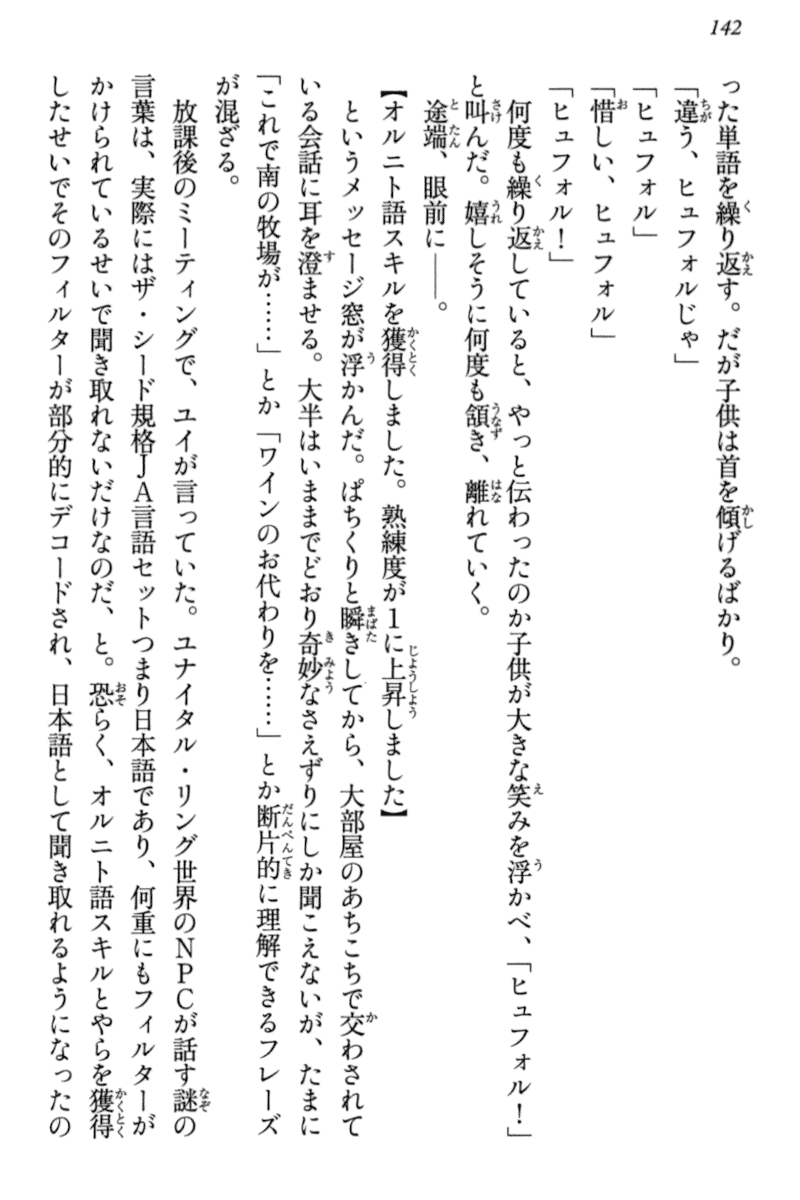 142
った単語を繰り返す。だが子供は首を傾げるばかり。
「違う、ヒュフォルじゃ」
「ヒュフォル」
「惜しい、ヒュフォル」
「ヒュフォル！」
何度も繰り返していると、やっと伝わったのか子供が大きな笑みを浮かべ、「ヒュフォル！」
と叫んだ。嬉しそうに何度も頷き、離れていく。
途端、眼前に――。
【オルニト語スキルを獲得しました。熟練度が１に上昇しました】
というメッセージ窓が浮かんだ。ぱちくりと瞬きしてから、大部屋のあちこちで交わされて
いる会話に耳を澄ませる。大半はいままでどおり奇妙なさえずりにしか聞こえないが、たまに
「これで南の牧場が……」とか「ワインのお代わりを……」とか断片的に理解できるフレーズ
が混ざる。
放課後のミーティングで、ユイが言っていた。ユナイタル・リング世界のＮＰＣが話す謎の
言葉は、実際にはザ・シード規格ＪＡ言語セットつまり日本語であり、何重にもフィルターが
かけられているせいで聞き取れないだけなのだ、と。恐らく、オルニト語スキルとやらを獲得
したせいでそのフィルターが部分的にデコードされ、日本語として聞き取れるようになったの